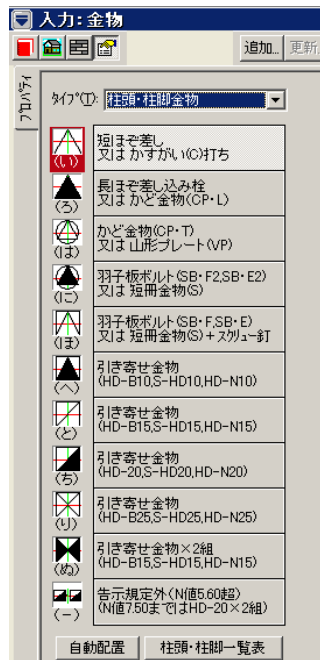 入力:金物
追加...
更新
プロパティ
タイプ(T):
柱頭・柱脚金物
(い)
短ほぞ差し
又は かすがい(C)打ち
(ろ)
長ほぞ差し込み栓
又は かど金物(CP・L)
(は)
かど金物(CP・T)
又は 山形プレート(VP)
(に)
羽子板ボルト(SB・F2,SB・E2)
又は 短冊金物(S)
(ほ)
羽子板ボルト(SB・F,SB・E)
又は 短冊金物(S)+スクリュー釘
(へ)
引き寄せ金物
(HD-B10,S-HD10,HD-N10)
(と)
引き寄せ金物
(HD-B15,S-HD15,HD-N15)
(ち)
引き寄せ金物
(HD-20,S-HD20,HD-N20)
(り)
引き寄せ金物
(HD-B25,S-HD25,HD-N25)
(ぬ)
引き寄せ金物×2組
(HD-B15,S-HD15,HD-N15)
(-)
告示規定外(N値5.60超)
(N値7.50まではHD-20×2組)
自動配置
柱頭・柱脚一覧表